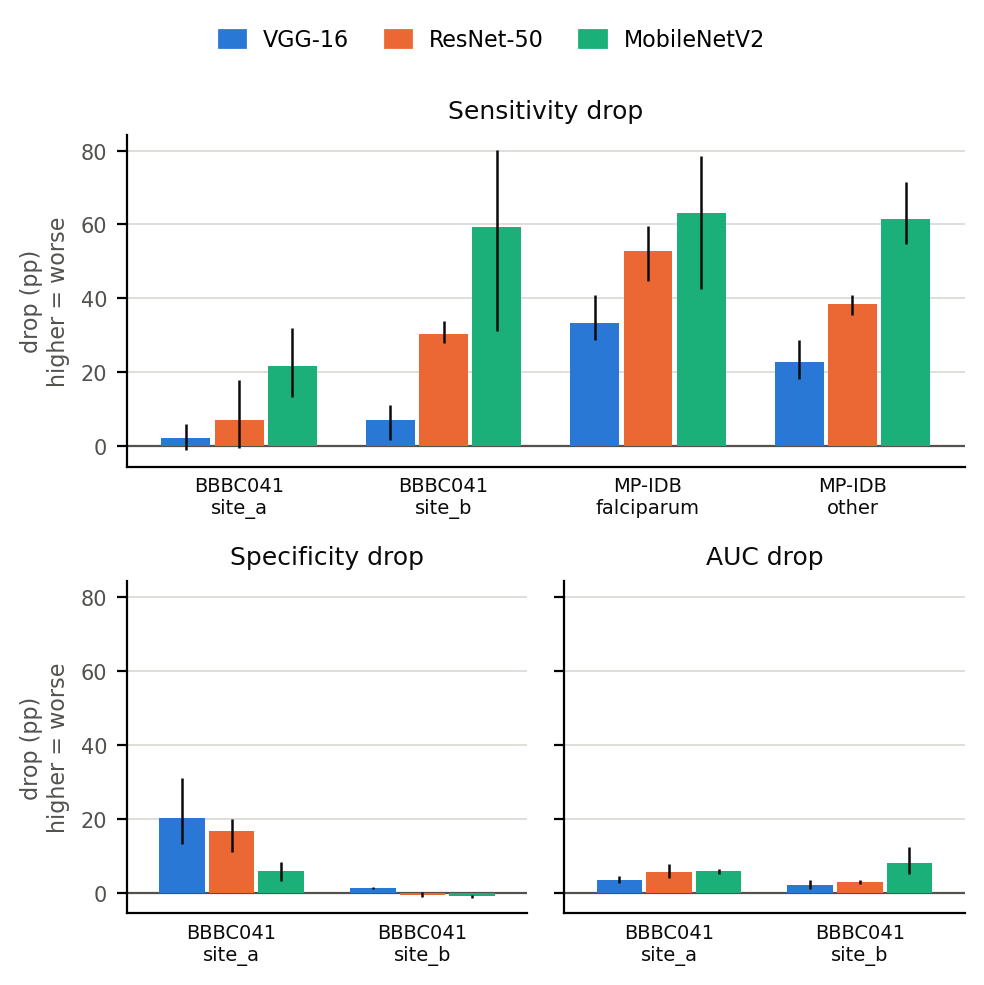 VGG-16 ResNet-50 MobileNetV2
Sensitivity drop
drop (pp)
higher = worse
80
60
40
20
0
BBBC041
site_a
BBBC041
site_b
MP-IDB
falciparum
MP-IDB
other
Specificity drop
drop (pp)
higher = worse
80
60
40
20
0
BBBC041
site_a
BBBC041
site_b
AUC drop
BBBC041
site_a
BBBC041
site_b